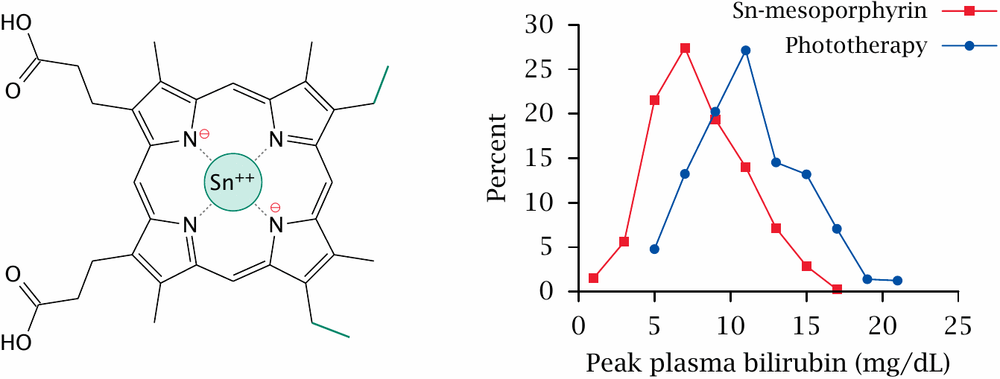 HO
O
N⊖
N
Sn++
N
N⊖
O
HO
Sn-mesoporphyrin
Phototherapy
30
25
20
15
10
5
0
Percent
0 5 10 15 20 25
Peak plasma bilirubin (mg/dL)